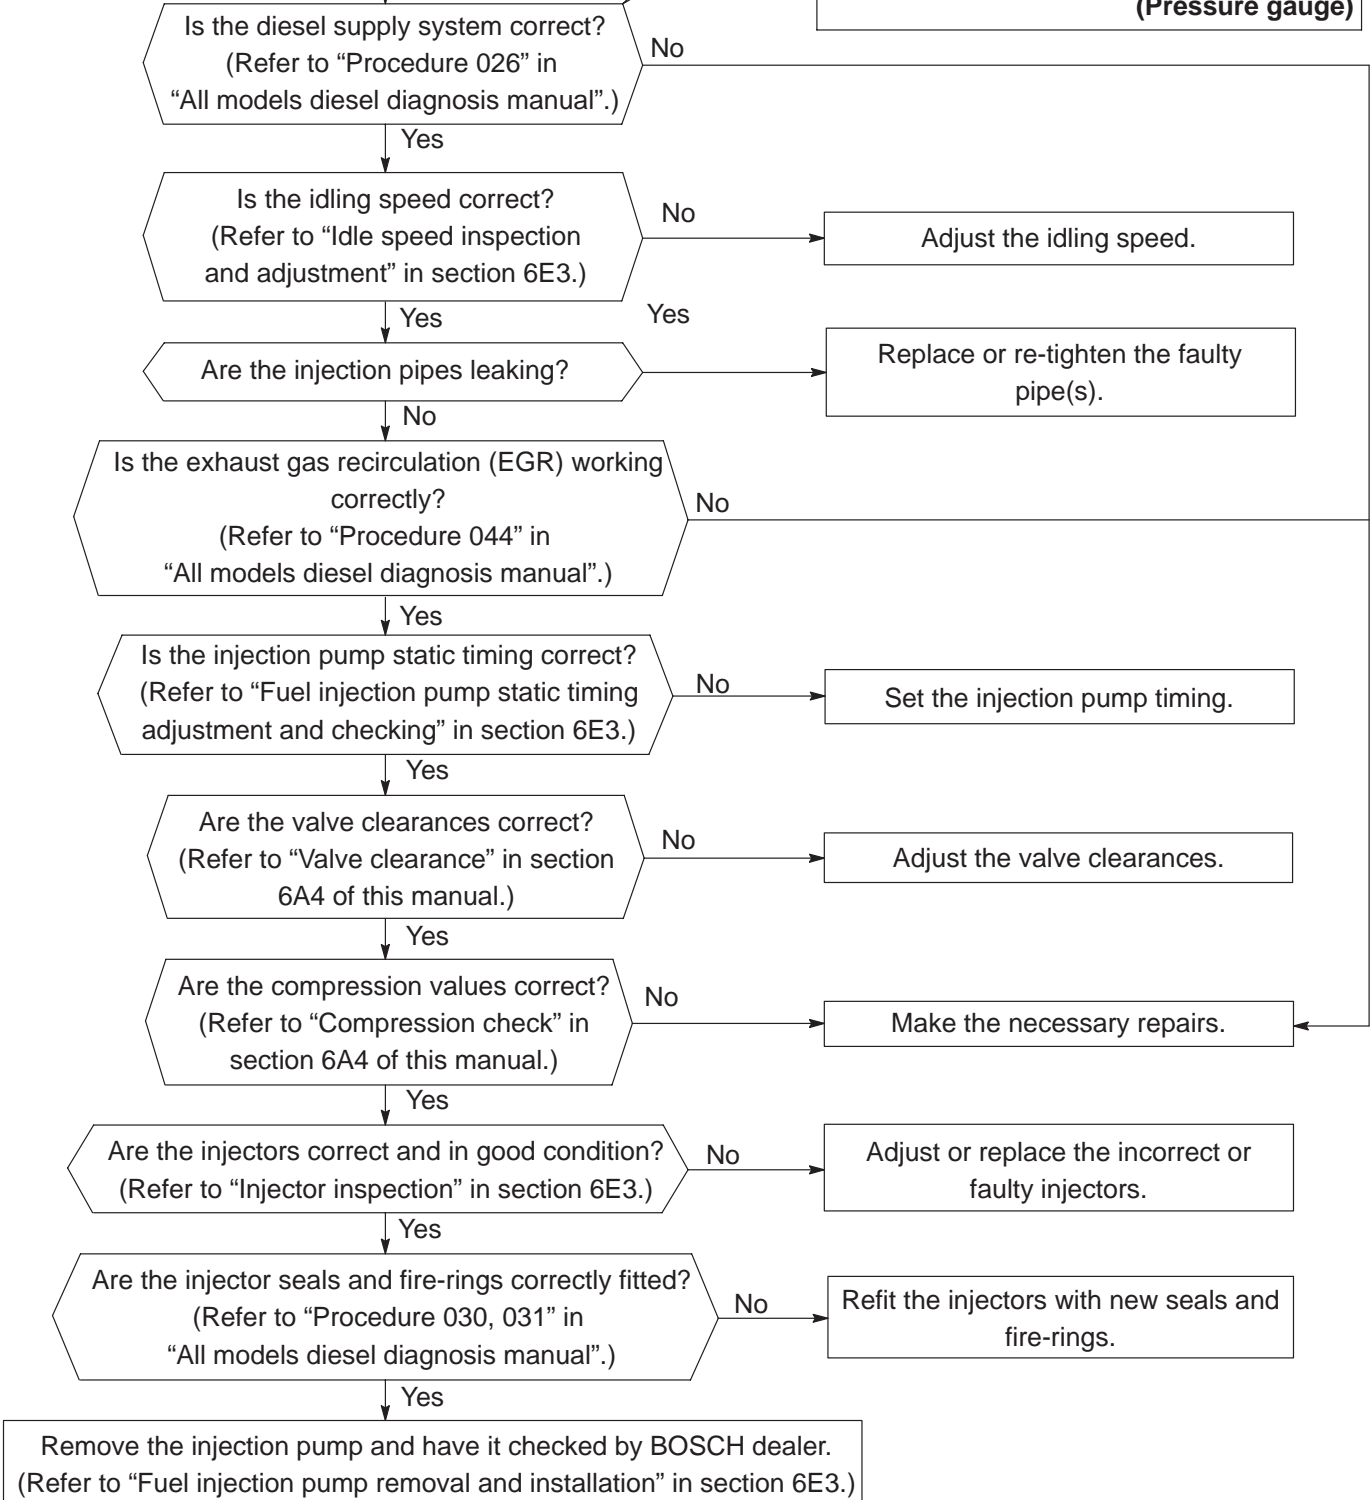 (Pressure gauge)
Is the diesel supply system correct?
(Refer to “Procedure 026” in
“All models diesel diagnosis manual”.)
No
Yes
Is the idling speed correct?
(Refer to “Idle speed inspection
and adjustment” in section 6E3.)
No
Adjust the idling speed.
Yes
Yes
Are the injection pipes leaking?
Replace or re-tighten the faulty
pipe(s).
No
Is the exhaust gas recirculation (EGR) working
correctly?
(Refer to “Procedure 044” in
“All models diesel diagnosis manual”.)
No
Yes
Is the injection pump static timing correct?
(Refer to “Fuel injection pump static timing
adjustment and checking” in section 6E3.)
No
Set the injection pump timing.
Yes
Are the valve clearances correct?
(Refer to “Valve clearance” in section
6A4 of this manual.)
No
Adjust the valve clearances.
Yes
Are the compression values correct?
(Refer to “Compression check” in
section 6A4 of this manual.)
No
Make the necessary repairs.
Yes
Are the injectors correct and in good condition?
(Refer to “Injector inspection” in section 6E3.)
No
Adjust or replace the incorrect or
faulty injectors.
Yes
Are the injector seals and fire-rings correctly fitted?
(Refer to “Procedure 030, 031” in
“All models diesel diagnosis manual”.)
No
Refit the injectors with new seals and
fire-rings.
Yes
Remove the injection pump and have it checked by BOSCH dealer.
(Refer to “Fuel injection pump removal and installation” in section 6E3.)